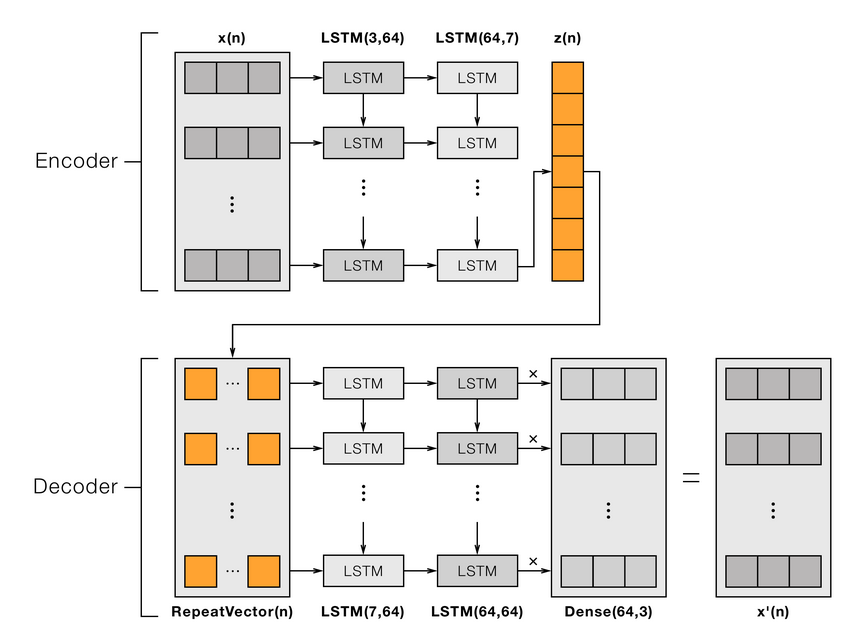 x(n) LSTM(3,64) LSTM(64,7) z(n)
LSTM LSTM
Encoder
LSTM LSTM
⋮ ⋮ ⋮
LSTM LSTM
Decoder
... LSTM LSTM ×
... LSTM LSTM ×
⋮ ⋮ ⋮ ⋮ = ⋮
... LSTM LSTM ×
RepeatVector(n) LSTM(7,64) LSTM(64,64) Dense(64,3) x'(n)